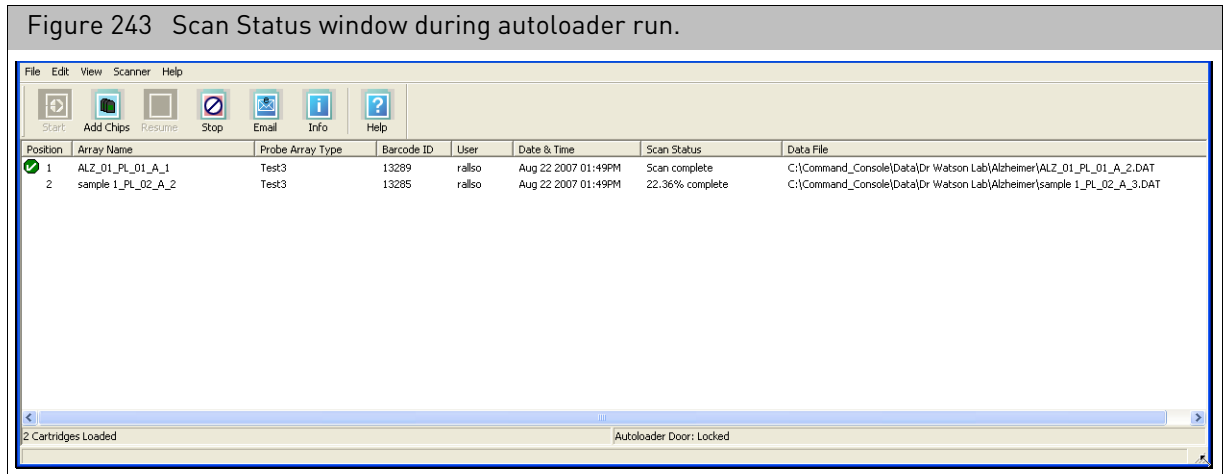 Figure 243 Scan Status window during autoloader run.
File Edit View Scanner Help
Start Add Chips Resume Stop Email Info Help
Position Array Name Probe Array Type Barcode ID User Date & Time Scan Status Data File
1 ALZ_01_PL_01_A_1 Test3 13289 rallso Aug 22 2007 01:49PM Scan complete C:\Command_Console\Data\Dr Watson Lab\Alzheimer\ALZ_01_PL_01_A_2.DAT
2 sample 1_PL_02_A_2 Test3 13285 rallso Aug 22 2007 01:49PM 22.36% complete C:\Command_Console\Data\Dr Watson Lab\Alzheimer\sample 1_PL_02_A_3.DAT
2 Cartridges Loaded Autoloader Door: Locked